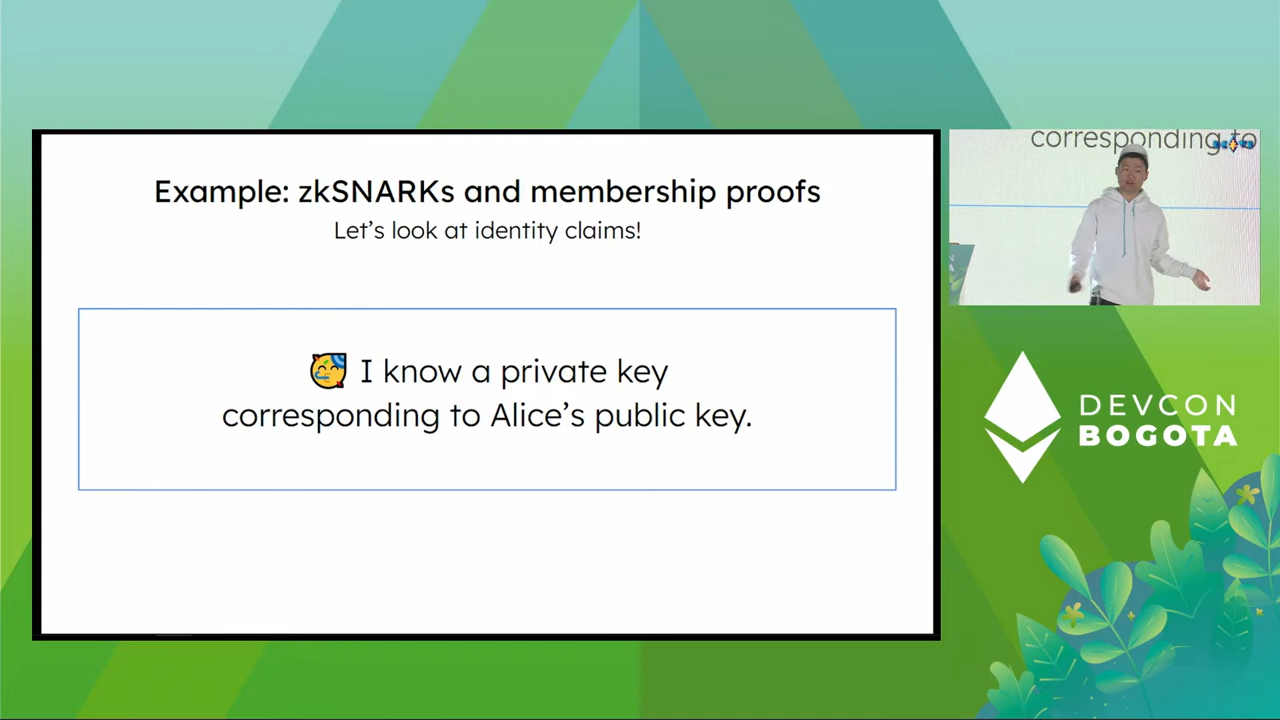 Example: zkSNARKs and membership proofs
Let's look at identity claims!
I know a private key
corresponding to Alice's public key.
corresponding to
DEVCON
BOGOTA